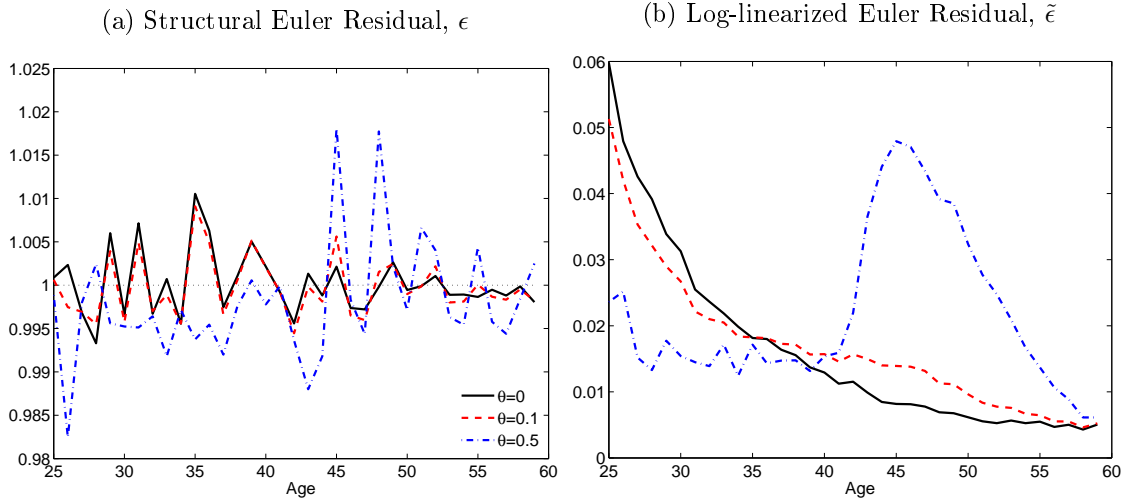 (a) Structural Euler Residual, ϵ
1.025
1.02
1.015
1.01
1.005
1
0.995
0.99
0.985
0.98
25 30 35 40 45 50 55 60
Age
θ=0
θ=0.1
θ=0.5
(b) Log-linearized Euler Residual, ϵ̃
0.06
0.05
0.04
0.03
0.02
0.01
0
25 30 35 40 45 50 55 60
Age